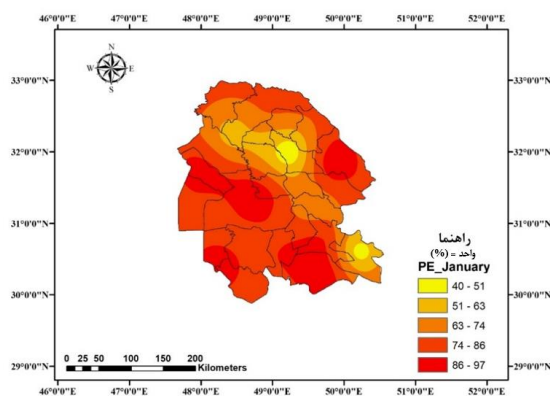 46°0'0"E 47°0'0"E 48°0'0"E 49°0'0"E 50°0'0"E 51°0'0"E 52°0'0"E
N
W E
S
33°0'0"N 33°0'0"N
32°0'0"N 32°0'0"N
31°0'0"N 31°0'0"N
30°0'0"N 30°0'0"N
29°0'0"N 29°0'0"N
راهنما
واحد = (%)
PE_January
40 - 51
51 - 63
63 - 74
74 - 86
86 - 97
0 25 50 100 150 200
Kilometers
46°0'0"E 47°0'0"E 48°0'0"E 49°0'0"E 50°0'0"E 51°0'0"E 52°0'0"E